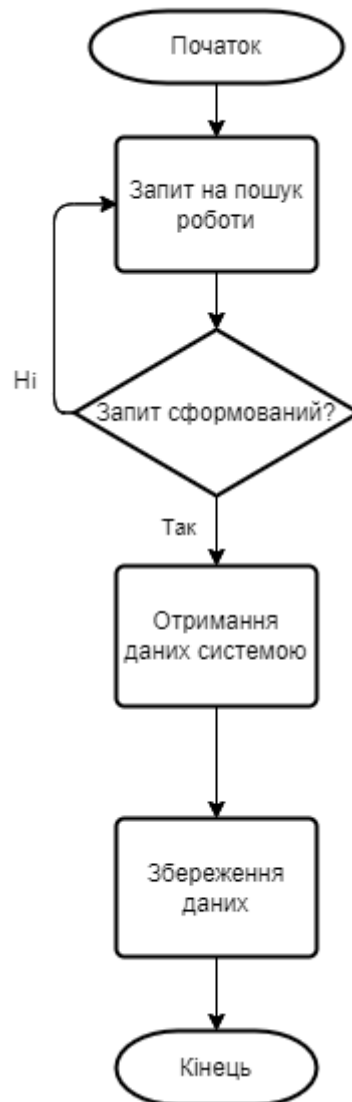 Початок
Запит на пошук
роботи
Ні
Запит сформований?
Так
Отримання
даних системою
Збереження
даних
Кінець